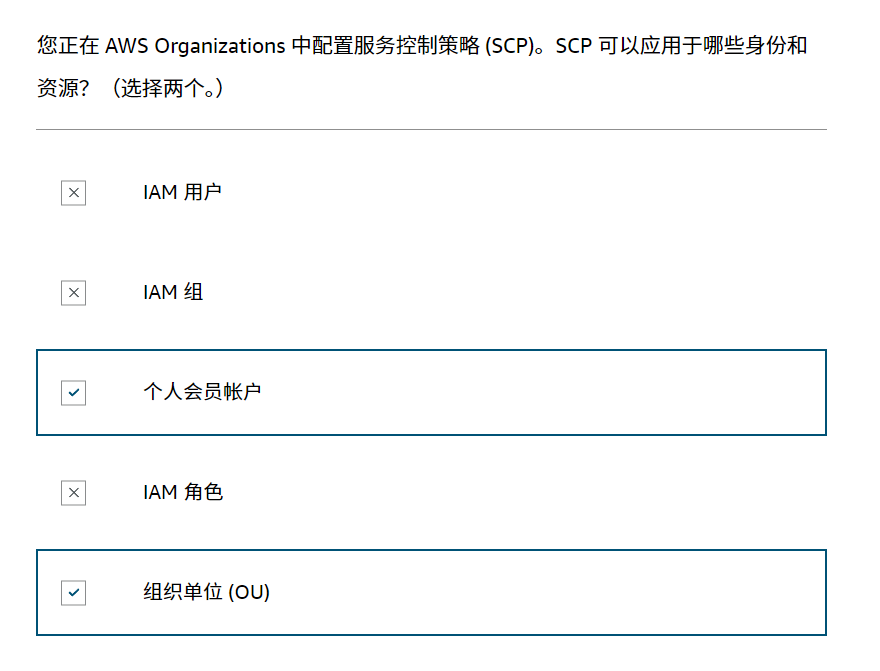 您正在 AWS Organizations 中配置服务控制策略 (SCP)。SCP 可以应用于哪些身份和
资源？（选择两个。）
IAM 用户
IAM 组
个人会员帐户
IAM 角色
组织单位 (OU)